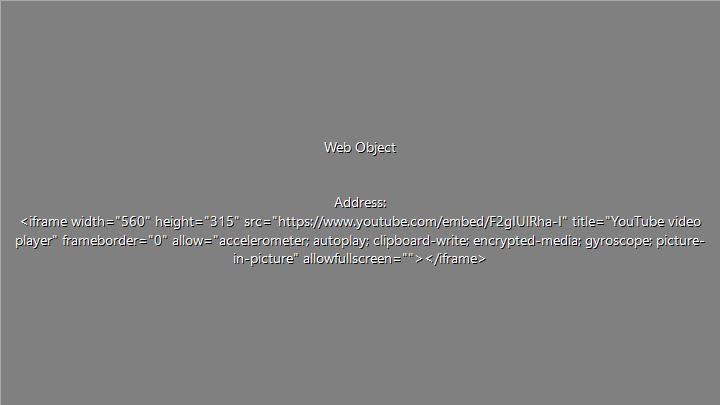 Web Object
Address:
<iframe width="560" height="315" src="https://www.youtube.com/embed/F2gIUlRha-I" title="YouTube video
player" frameborder="0" allow="accelerometer; autoplay; clipboard-write; encrypted-media; gyroscope; picture-
in-picture" allowfullscreen=""></iframe>